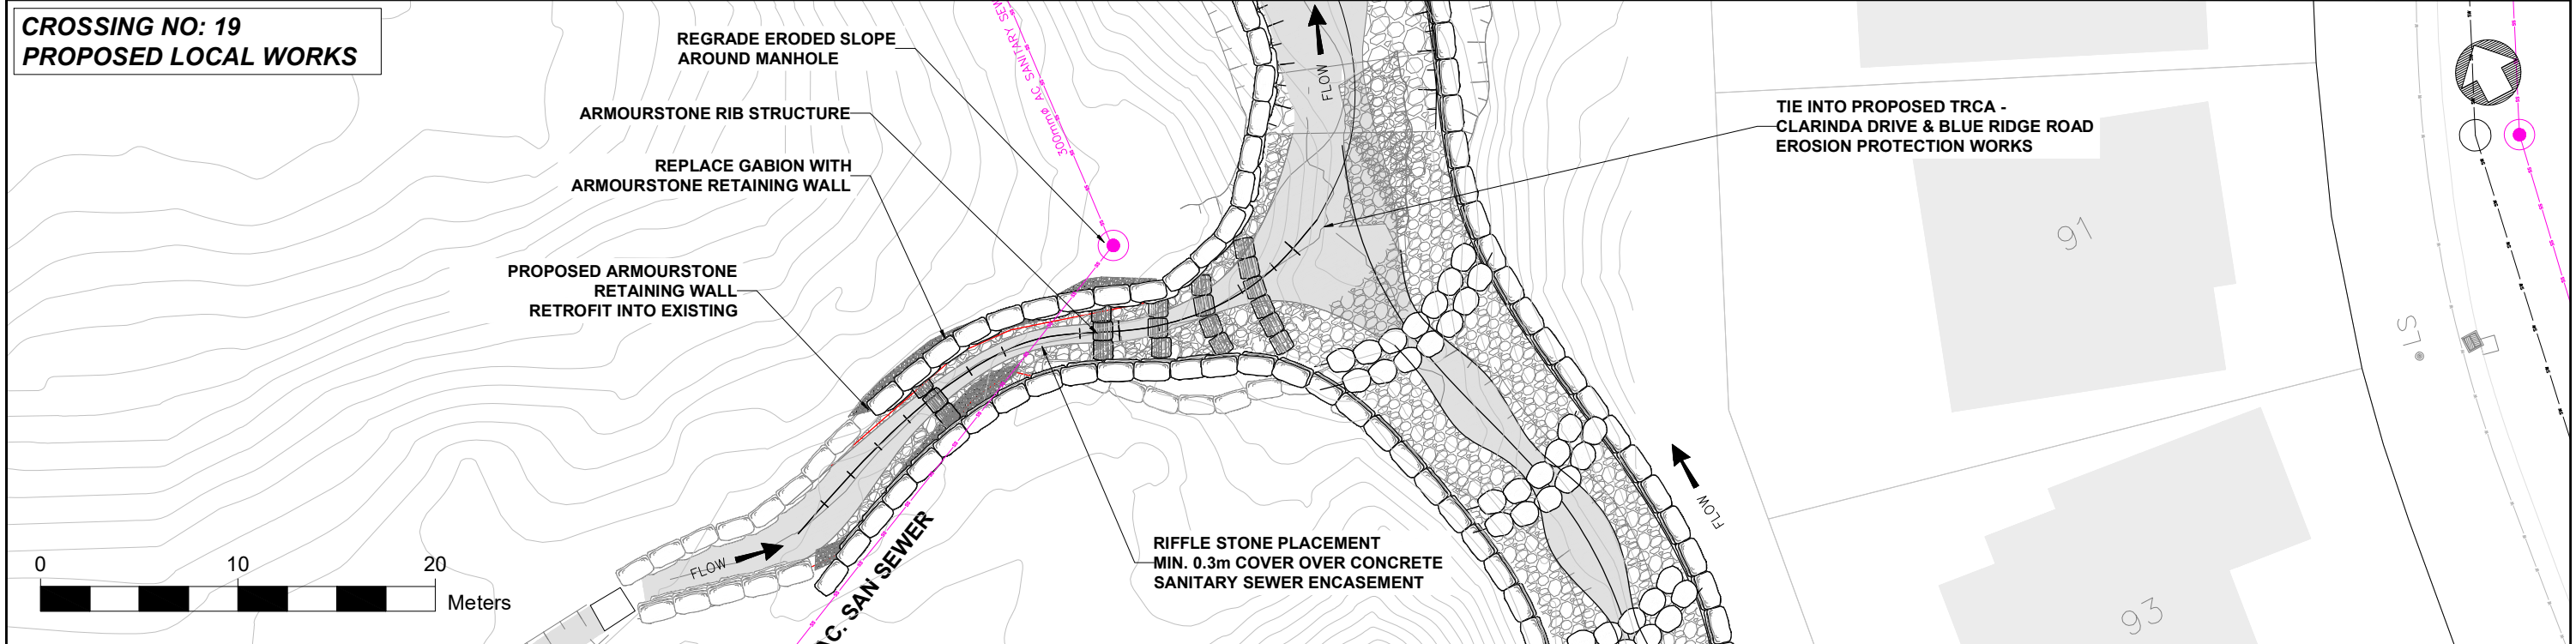 CROSSING NO: 19
PROPOSED LOCAL WORKS
REGRADE ERODED SLOPE
AROUND MANHOLE
ARMOURSTONE RIB STRUCTURE
REPLACE GABION WITH
ARMOURSTONE RETAINING WALL
PROPOSED ARMOURSTONE
RETAINING WALL
RETROFIT INTO EXISTING
300mmø AC SANITARY SEW
FLOW
TIE INTO PROPOSED TRCA -
CLARINDA DRIVE & BLUE RIDGE ROAD
EROSION PROTECTION WORKS
91
LS
93
FLOW
RIFFLE STONE PLACEMENT
MIN. 0.3m COVER OVER CONCRETE
SANITARY SEWER ENCASEMENT
AC. SAN SEWER
FLOW
0 10 20
Meters